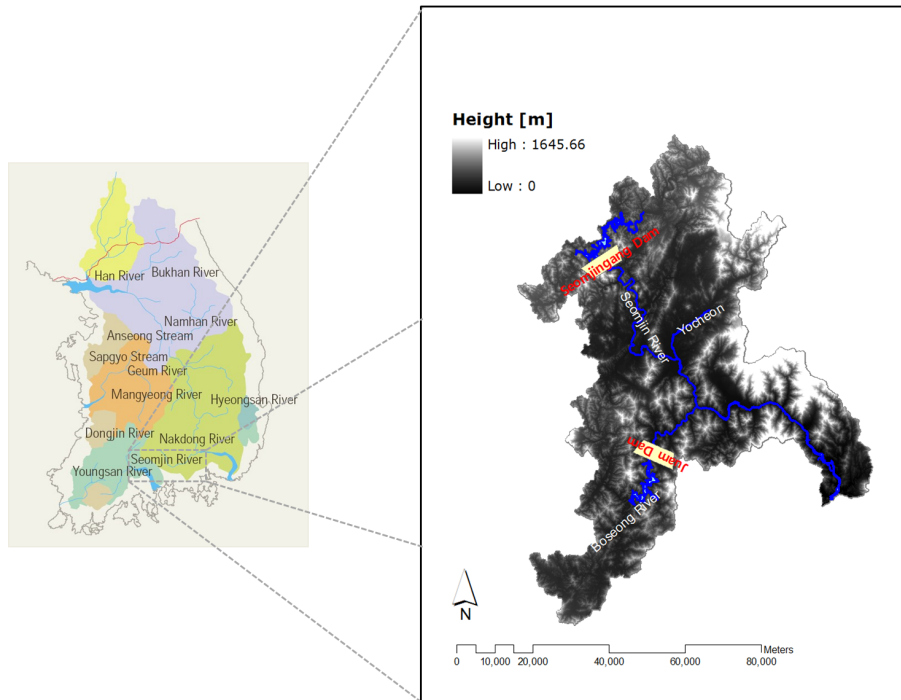 Han River
Bukhan River
Namhan River
Anseong Stream
Sapgyo Stream
Geum River
Mangyeong River
Hyeongsan River
Dongjin River
Nakdong River
Seomjin River
Youngsan River
Height [m]
High : 1645.66
Low : 0
Seomjingang Dam
Seomjin River
Yocheon
Juam Dam
Boseong River
N
Meters
0 10,000 20,000 40,000 60,000 80,000